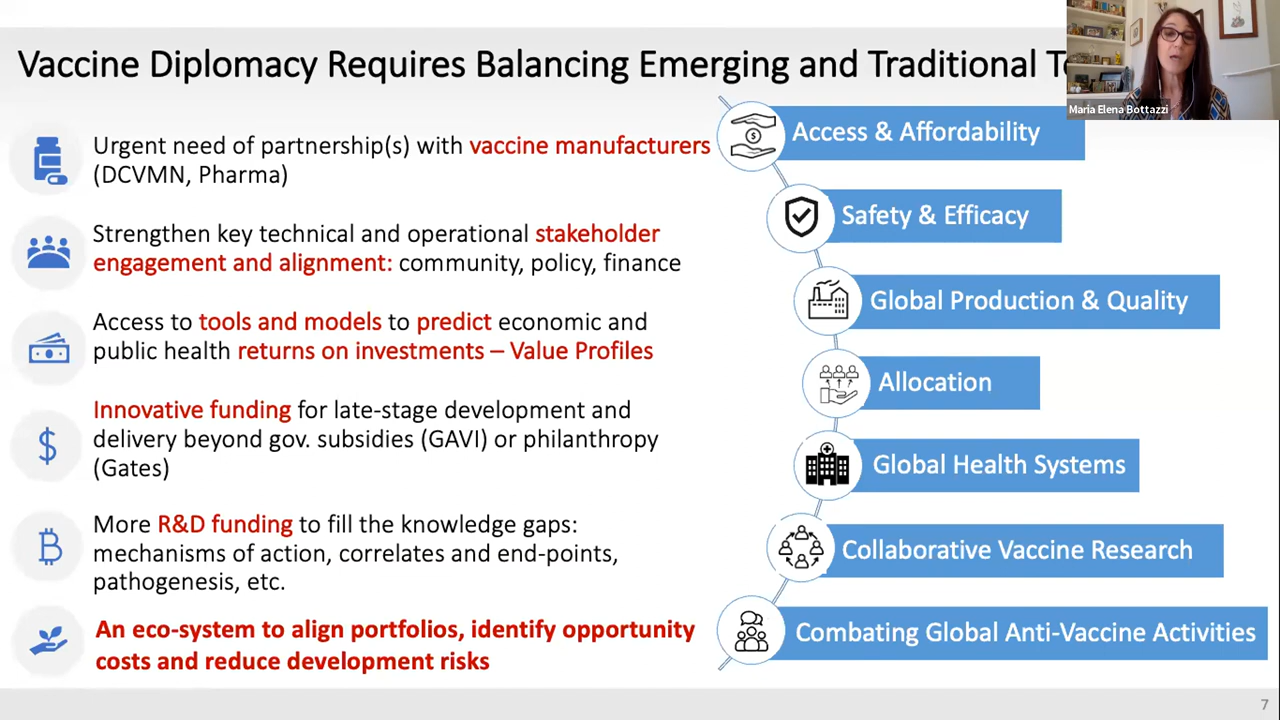 Vaccine Diplomacy Requires Balancing Emerging and Traditional
Maria Elena Bottazzi
Urgent need of partnership(s) with vaccine manufacturers
(DCVMN, Pharma)
Strengthen key technical and operational stakeholder
engagement and alignment: community, policy, finance
Access to tools and models to predict economic and
public health returns on investments – Value Profiles
Innovative funding for late-stage development and
delivery beyond gov. subsidies (GAVI) or philanthropy
(Gates)
More R&D funding to fill the knowledge gaps:
mechanisms of action, correlates and end-points,
pathogenesis, etc.
An eco-system to align portfolios, identify opportunity
costs and reduce development risks
Access & Affordability
Safety & Efficacy
Global Production & Quality
Allocation
Global Health Systems
Collaborative Vaccine Research
Combating Global Anti-Vaccine Activities
7